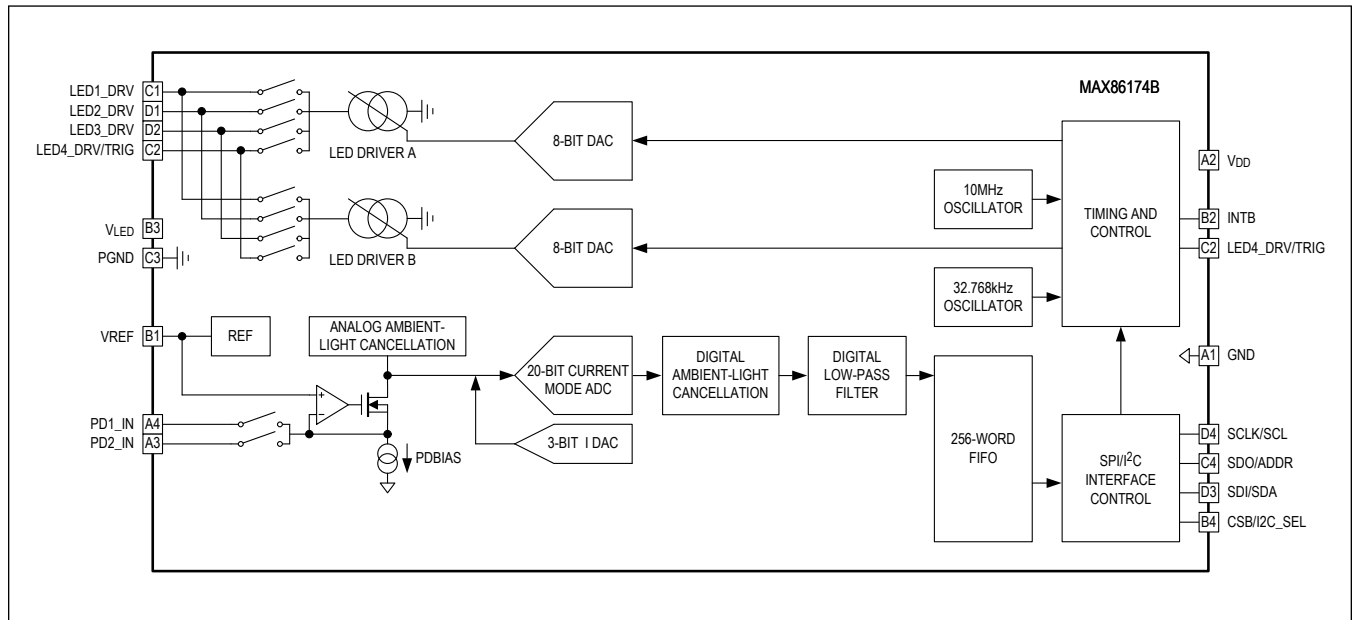 MAX86174B
LED1_DRV C1
LED2_DRV D1
LED3_DRV D2
LED4_DRV/TRIG C2
LED DRIVER A
8-BIT DAC
VLED B3
PGND C3
LED DRIVER B
8-BIT DAC
10MHz
OSCILLATOR
32.768kHz
OSCILLATOR
TIMING AND
CONTROL
A2 VDD
B2 INTB
C2 LED4_DRV/TRIG
A1 GND
VREF B1
REF
ANALOG AMBIENT-
LIGHT CANCELLATION
+
−
PD1_IN A4
PD2_IN A3
PDBIAS
20-BIT CURRENT
MODE ADC
3-BIT I DAC
DIGITAL
AMBIENT-LIGHT
CANCELLATION
DIGITAL
LOW-PASS
FILTER
256-WORD
FIFO
SPI/I²C
INTERFACE
CONTROL
D4 SCLK/SCL
C4 SDO/ADDR
D3 SDI/SDA
B4 CSB/I2C_SEL